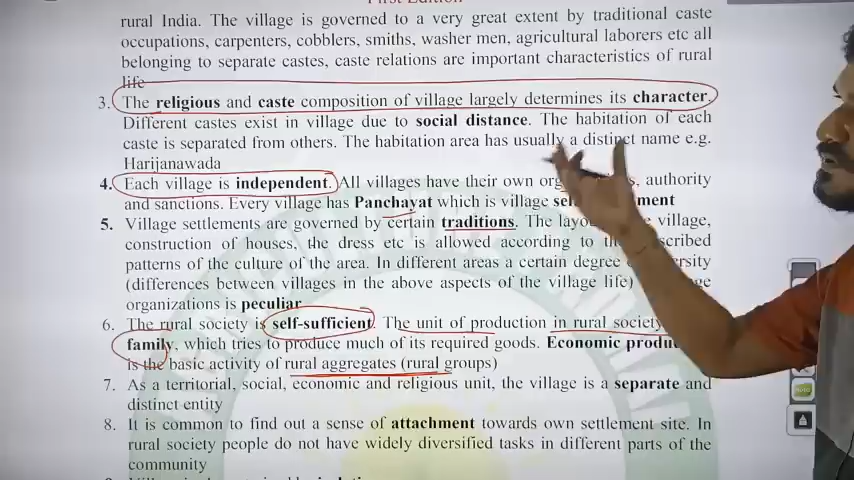 First Edition
rural India. The village is governed to a very great extent by traditional caste
occupations, carpenters, cobblers, smiths, washer men, agricultural laborers etc all
belonging to separate castes, caste relations are important characteristics of rural
life
3. The religious and caste composition of village largely determines its character.
Different castes exist in village due to social distance. The habitation of each
caste is separated from others. The habitation area has usually a distinct name e.g.
Harijanawada
4. Each village is independent. All villages have their own authority
and sanctions. Every village has Panchayat which is village
5. Village settlements are governed by certain traditions. The village,
construction of houses, the dress etc is allowed according to
patterns of the culture of the area. In different areas a certain degree
(differences between villages in the above aspects of the village life)
organizations is peculiar
6. The rural society is self-sufficient. The unit of production in rural society
family, which tries to produce much of its required goods. Economic
is the basic activity of rural aggregates (rural groups)
7. As a territorial, social, economic and religious unit, the village is a separate and
distinct entity
8. It is common to find out a sense of attachment towards own settlement site. In
rural society people do not have widely diversified tasks in different parts of the
community